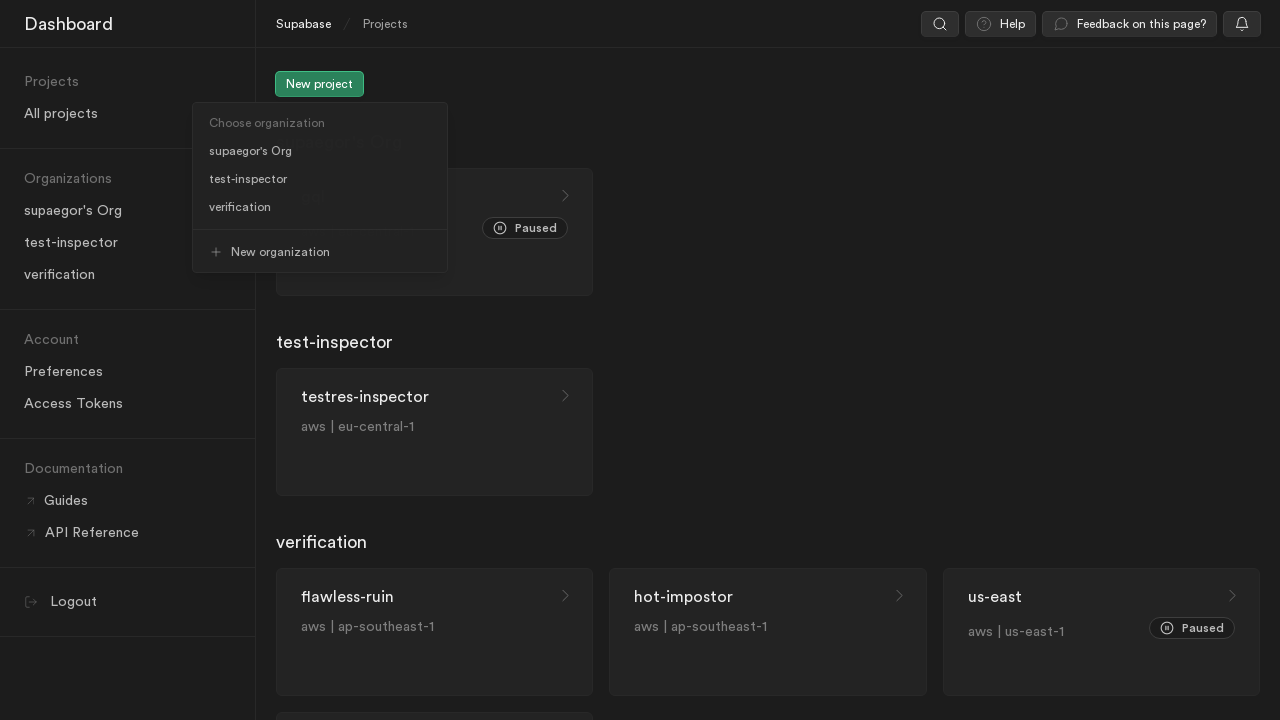 Dashboard
Supabase / Projects
Help
Feedback on this page?
Projects
All projects
Organizations
supaegor's Org
test-inspector
verification
Account
Preferences
Access Tokens
Documentation
Guides
API Reference
Logout
New project
Choose organization
supaegor's Org
test-inspector
verification
New organization
Paused
test-inspector
testres-inspector
aws | eu-central-1
verification
flawless-ruin
aws | ap-southeast-1
hot-impostor
aws | ap-southeast-1
us-east
aws | us-east-1
Paused